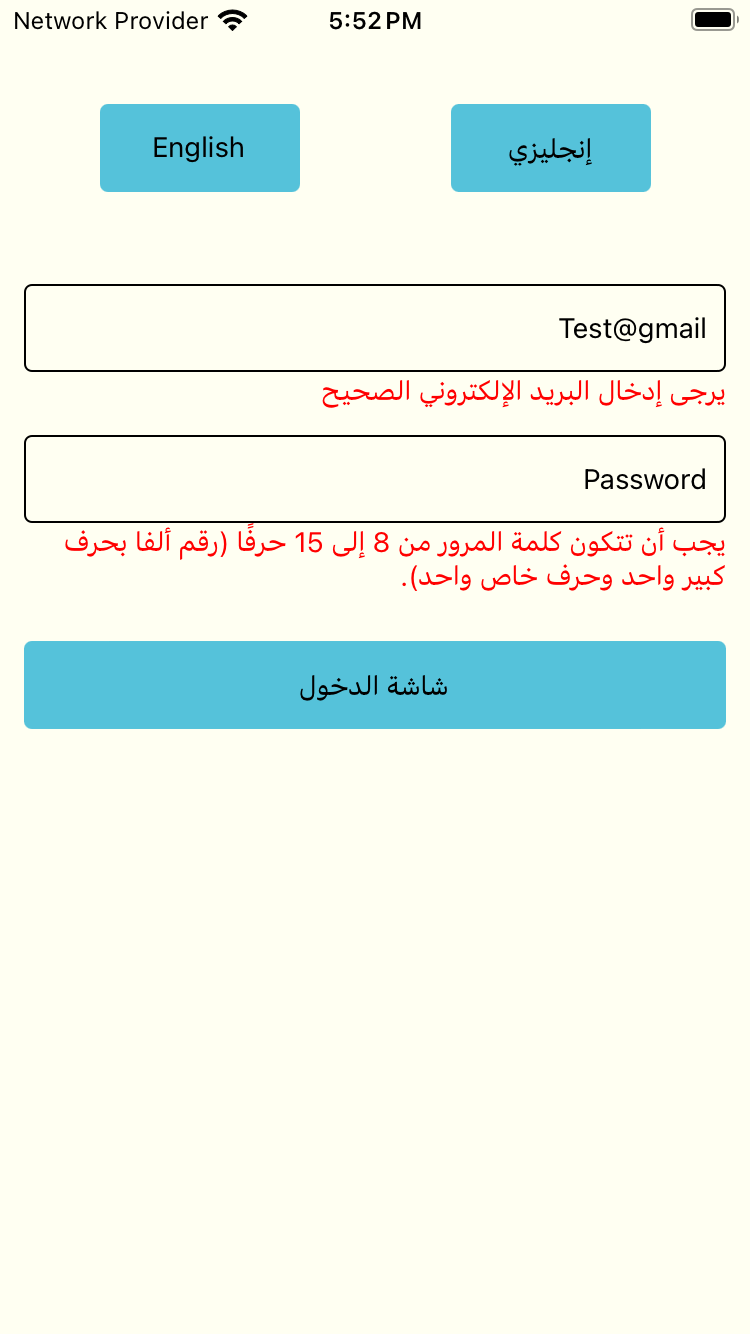 Network Provider 5:52 PM
English إنجليزي
Test@gmail
يرجى إدخال البريد الإلكتروني الصحيح
Password
يجب أن تتكون كلمة المرور من 8 إلى 15 حرفًا (رقم ألفا بحرف
كبير واحد وحرف خاص واحد).
شاشة الدخول